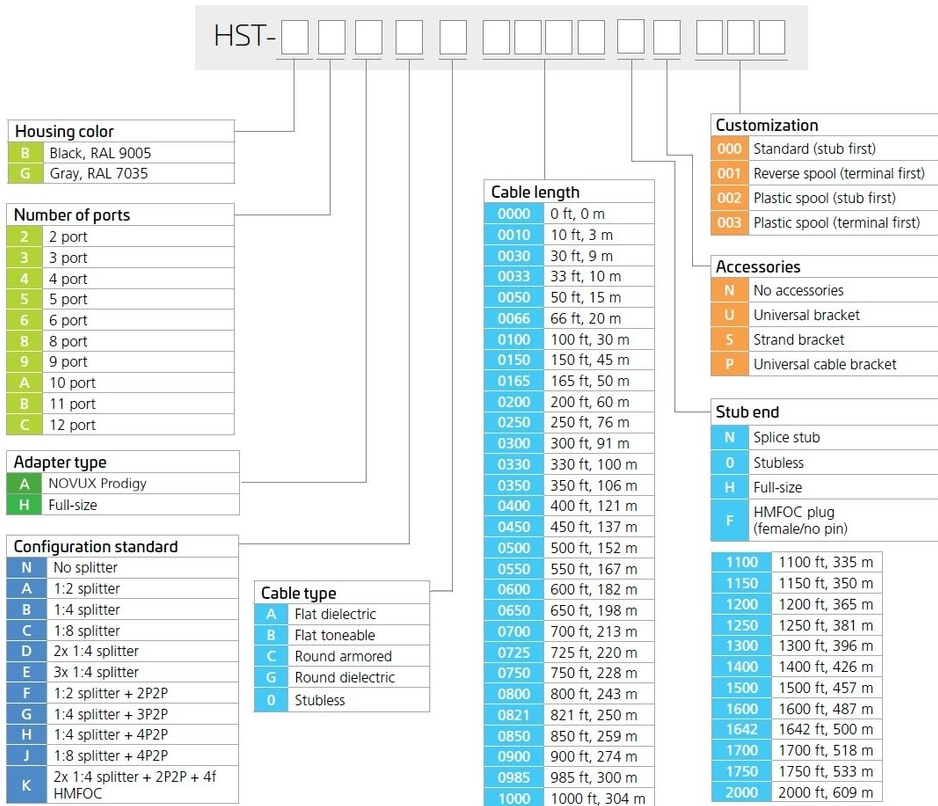 HST-
Housing color
B Black, RAL 9005
G Gray, RAL 7035
Number of ports
2 2 port
3 3 port
4 4 port
5 5 port
6 6 port
8 8 port
9 9 port
A 10 port
B 11 port
C 12 port
Adapter type
A NOVUX Prodigy
H Full-size
Configuration standard
N No splitter
A 1:2 splitter
B 1:4 splitter
C 1:8 splitter
D 2x 1:4 splitter
E 3x 1:4 splitter
F 1:2 splitter + 2P2P
G 1:4 splitter + 3P2P
H 1:4 splitter + 4P2P
J 1:8 splitter + 4P2P
K 2x 1:4 splitter + 2P2P + 4f
HMFOC
Cable type
A Flat dielectric
B Flat toneable
C Round armored
G Round dielectric
0 Stubless
Cable length
0000 0 ft, 0 m
0010 10 ft, 3 m
0030 30 ft, 9 m
0033 33 ft, 10 m
0050 50 ft, 15 m
0066 66 ft, 20 m
0100 100 ft, 30 m
0150 150 ft, 45 m
0165 165 ft, 50 m
0200 200 ft, 60 m
0250 250 ft, 76 m
0300 300 ft, 91 m
0330 330 ft, 100 m
0350 350 ft, 106 m
0400 400 ft, 121 m
0450 450 ft, 137 m
0500 500 ft, 152 m
0550 550 ft, 167 m
0600 600 ft, 182 m
0650 650 ft, 198 m
0700 700 ft, 213 m
0725 725 ft, 220 m
0750 750 ft, 228 m
0800 800 ft, 243 m
0821 821 ft, 250 m
0850 850 ft, 259 m
0900 900 ft, 274 m
0985 985 ft, 300 m
1000 1000 ft, 304 m
Customization
000 Standard (stub first)
001 Reverse spool (terminal first)
002 Plastic spool (stub first)
003 Plastic spool (terminal first)
Accessories
N No accessories
U Universal bracket
S Strand bracket
P Universal cable bracket
Stub end
N Splice stub
0 Stubless
H Full-size
F HMFOC plug
(female/no pin)
1100 1100 ft, 335 m
1150 1150 ft, 350 m
1200 1200 ft, 365 m
1250 1250 ft, 381 m
1300 1300 ft, 396 m
1400 1400 ft, 426 m
1500 1500 ft, 457 m
1600 1600 ft, 487 m
1642 1642 ft, 500 m
1700 1700 ft, 518 m
1750 1750 ft, 533 m
2000 2000 ft, 609 m